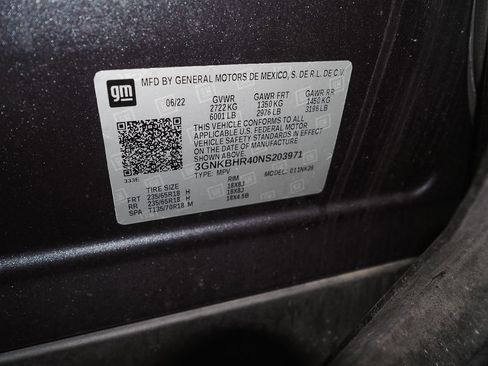 gm
MFD BY GENERAL MOTORS DE MEXICO, S. DE R.L. DE C.V.
06/22 GVWR GAWR FRT GAWR RR
2722 KG 1350 KG 1450 KG
6001 LB 2976 LB 3196 LB
THIS VEHICLE CONFORMS TO ALL
APPLICABLE U.S. FEDERAL MOTOR
VEHICLE SAFETY STANDARDS IN EFFECT
ON THE DATE OF MANUFACTURE
SHOWN ABOVE.
3GNKBHR40NS203971
TYPE: MPV MODEL: 011NK26
333E
TIRE SIZE RIM
FRT 235/65R18 H 18X8J
RR 235/65R18 H 18X8J
SPA T135/70R18 M 18X4.5B